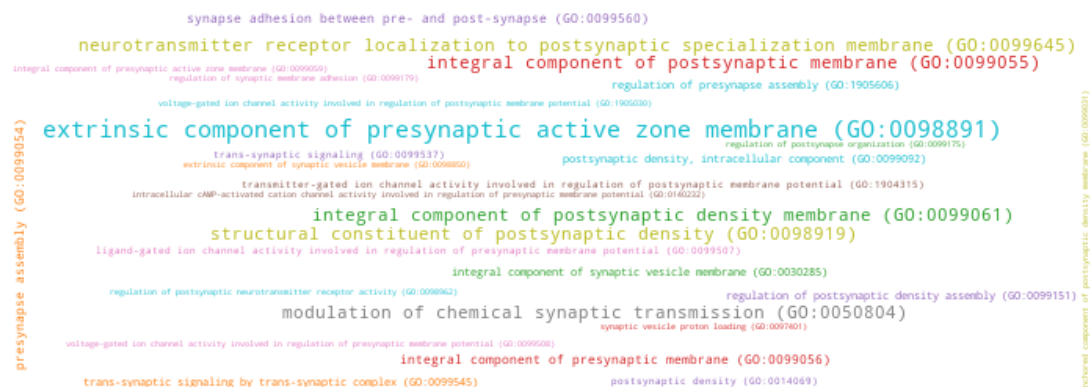 synapse adhesion between pre- and post-synapse (GO:0099560)
neurotransmitter receptor localization to postsynaptic specialization membrane (GO:0099645)
integral component of postsynaptic membrane (GO:0099055)
integral component of presynaptic active zone membrane (GO:0099059)
regulation of synaptic membrane adhesion (GO:0099179)
regulation of presynapse assembly (GO:1905606)
voltage-gated ion channel activity involved in regulation of postsynaptic membrane potential (GO:1905030)
extrinsic component of presynaptic active zone membrane (GO:0098891)
regulation of postsynapse organization (GO:0099175)
trans-synaptic signaling (GO:0099537)
postsynaptic density, intracellular component (GO:0099092)
extrinsic component of synaptic vesicle membrane (GO:0098850)
transmitter-gated ion channel activity involved in regulation of postsynaptic membrane potential (GO:1904315)
intracellular cAMP-activated cation channel activity involved in regulation of presynaptic membrane potential (GO:0140232)
integral component of postsynaptic density membrane (GO:0099061)
structural constituent of postsynaptic density (GO:0098919)
ligand-gated ion channel activity involved in regulation of presynaptic membrane potential (GO:0099507)
integral component of synaptic vesicle membrane (GO:0030285)
regulation of postsynaptic neurotransmitter receptor activity (GO:0098962)
regulation of postsynaptic density assembly (GO:0099151)
modulation of chemical synaptic transmission (GO:0050804)
synaptic vesicle proton loading (GO:0097401)
voltage-gated ion channel activity involved in regulation of presynaptic membrane potential (GO:0099508)
integral component of presynaptic membrane (GO:0099056)
trans-synaptic signaling by trans-synaptic complex (GO:0099545)
postsynaptic density (GO:0014069)
presynapse assembly (GO:0099054)
component of postsynaptic density membrane